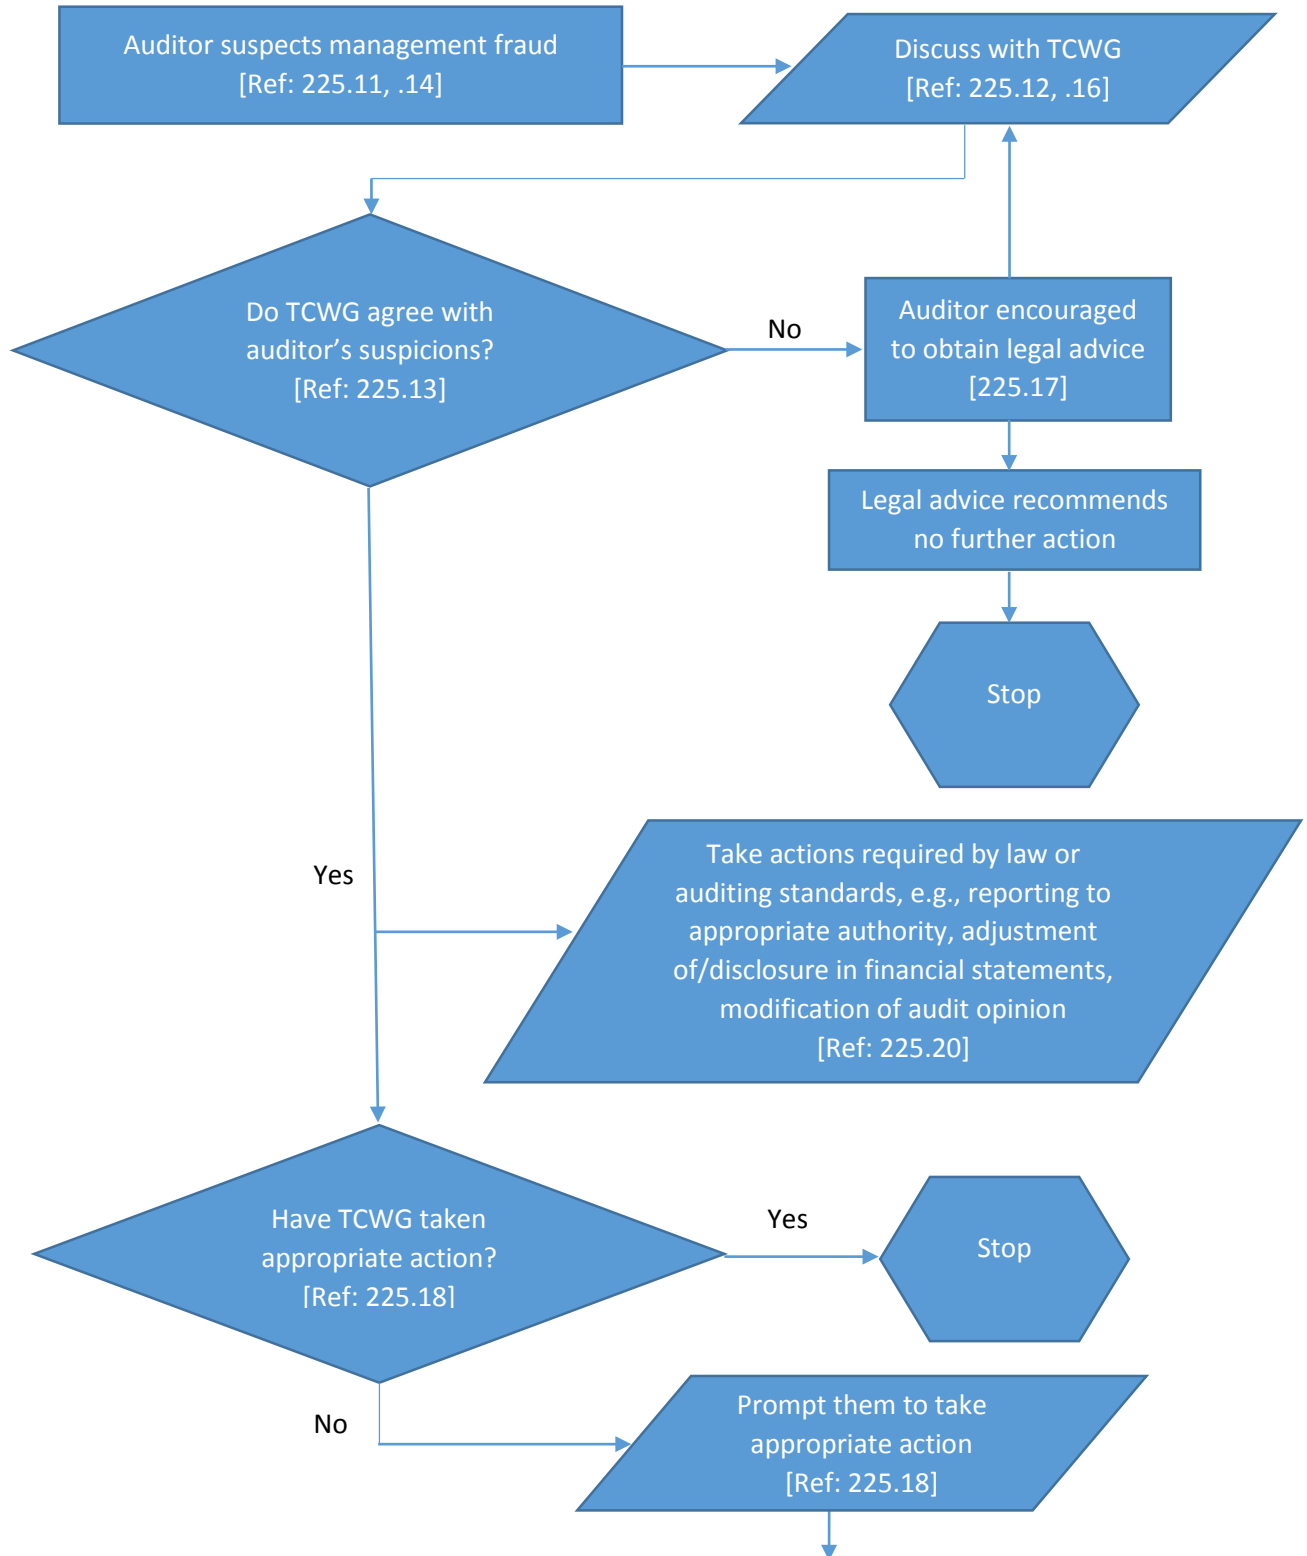 Auditor suspects management fraud
[Ref: 225.11, .14]
Discuss with TCWG
[Ref: 225.12, .16]
Do TCWG agree with
auditor’s suspicions?
[Ref: 225.13]
No
Auditor encouraged
to obtain legal advice
[225.17]
Legal advice recommends
no further action
Stop
Yes
Take actions required by law or
auditing standards, e.g., reporting to
appropriate authority, adjustment
of/disclosure in financial statements,
modification of audit opinion
[Ref: 225.20]
Have TCWG taken
appropriate action?
[Ref: 225.18]
Yes
Stop
No
Prompt them to take
appropriate action
[Ref: 225.18]